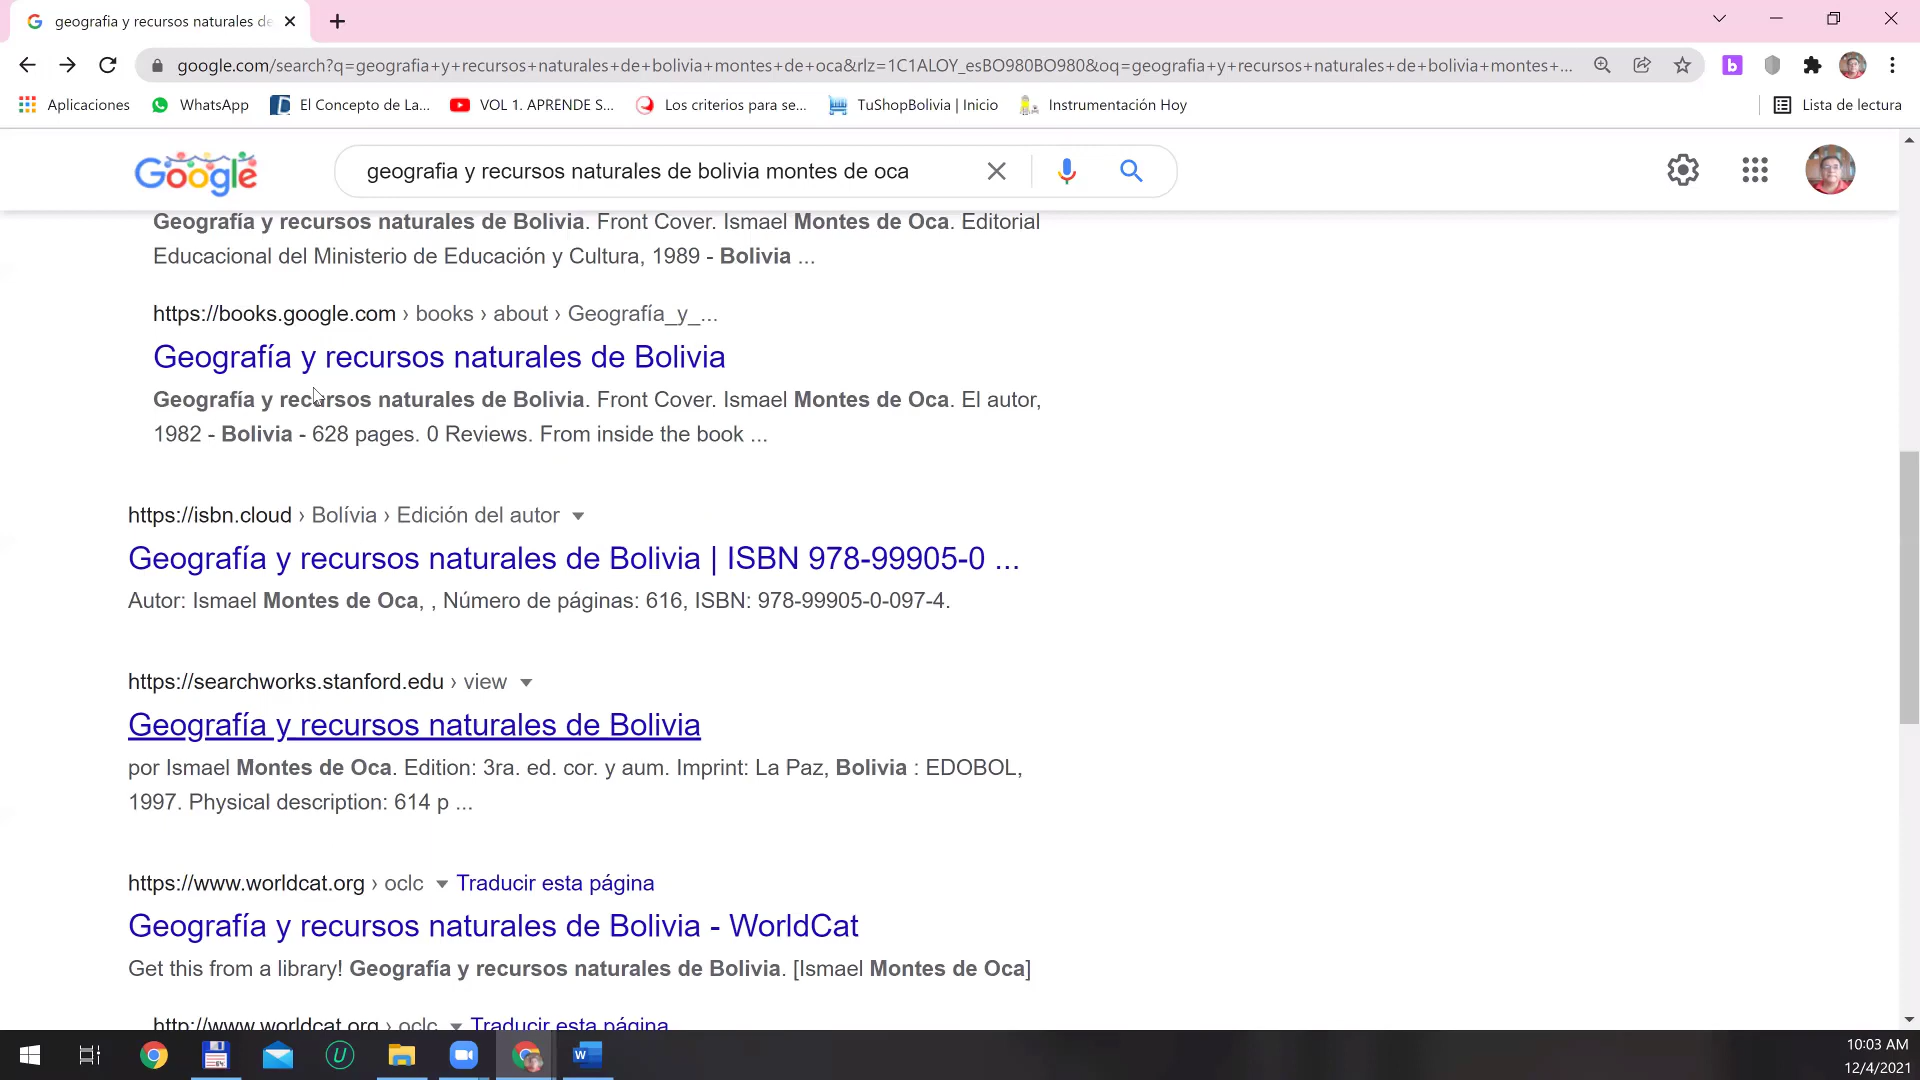 geografia y recursos naturales de
google.com/search?q=geografia+y+recursos+naturales+de+bolivia+montes+de+oca&rlz=1C1ALOY_esBO980BO980&oq=geografia+y+recursos+naturales+de+bolivia+montes+...
Aplicaciones WhatsApp El Concepto de La... VOL 1. APRENDE S... Los criterios para se... TuShopBolivia | Inicio Instrumentación Hoy Lista de lectura
Google geografia y recursos naturales de bolivia montes de oca
Geografía y recursos naturales de Bolivia. Front Cover. Ismael Montes de Oca. Editorial
Educacional del Ministerio de Educación y Cultura, 1989 - Bolivia ...
https://books.google.com › books › about › Geografía_y_...
Geografía y recursos naturales de Bolivia
Geografía y recursos naturales de Bolivia. Front Cover. Ismael Montes de Oca. El autor,
1982 - Bolivia - 628 pages. 0 Reviews. From inside the book ...
https://isbn.cloud › Bolívia › Edición del autor
Geografía y recursos naturales de Bolivia | ISBN 978-99905-0 ...
Autor: Ismael Montes de Oca, , Número de páginas: 616, ISBN: 978-99905-0-097-4.
https://searchworks.stanford.edu › view
Geografía y recursos naturales de Bolivia
por Ismael Montes de Oca. Edition: 3ra. ed. cor. y aum. Imprint: La Paz, Bolivia : EDOBOL,
1997. Physical description: 614 p ...
https://www.worldcat.org › oclc Traducir esta página
Geografía y recursos naturales de Bolivia - WorldCat
Get this from a library! Geografía y recursos naturales de Bolivia. [Ismael Montes de Oca]
http://www.worldcat.org › oclc Traducir esta página
10:03 AM
12/4/2021